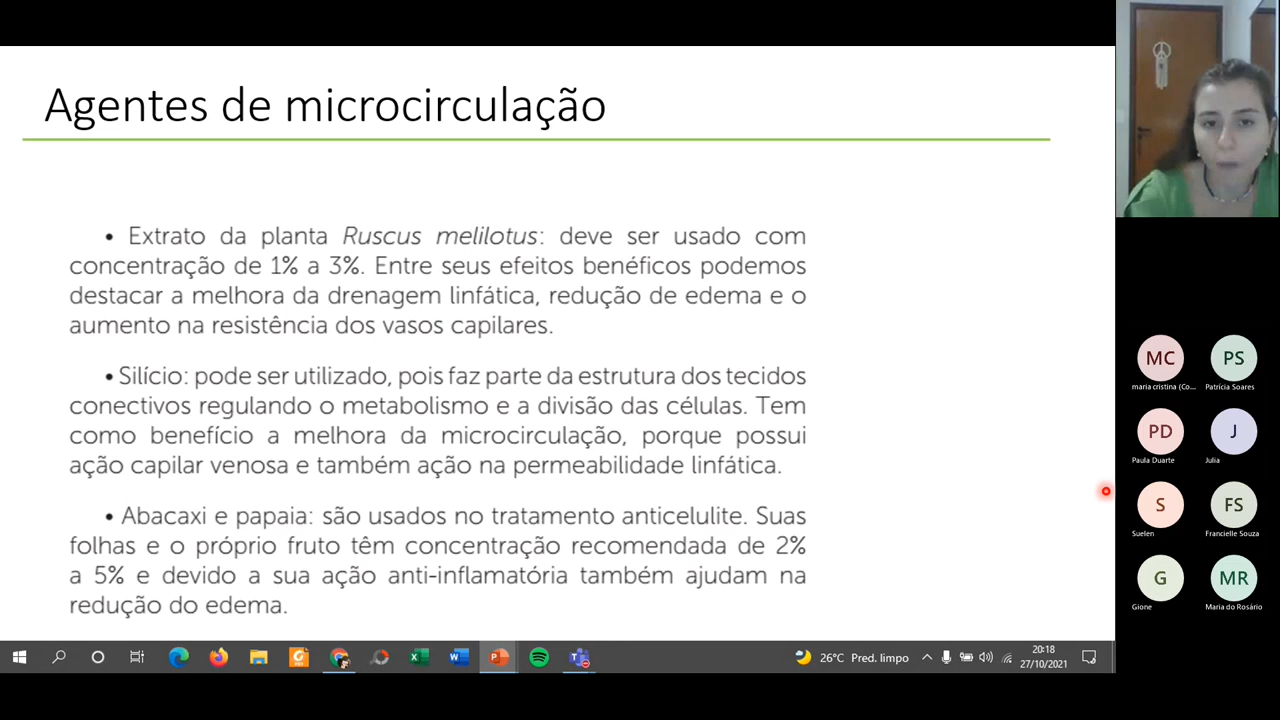 Agentes de microcirculação
• Extrato da planta Ruscus melilotus: deve ser usado com
concentração de 1% a 3%. Entre seus efeitos benéficos podemos
destacar a melhora da drenagem linfática, redução de edema e o
aumento na resistência dos vasos capilares.
• Silício: pode ser utilizado, pois faz parte da estrutura dos tecidos
conectivos regulando o metabolismo e a divisão das células. Tem
como benefício a melhora da microcirculação, porque possui
ação capilar venosa e também ação na permeabilidade linfática.
• Abacaxi e papaia: são usados no tratamento anticelulite. Suas
folhas e o próprio fruto têm concentração recomendada de 2%
a 5% e devido a sua ação anti-inflamatória também ajudam na
redução do edema.
MC PS
maria cristina (Co... Patrícia Soares
PD J
Paula Duarte Julia
S FS
Suelen Francielle Souza
G MR
Gione Maria do Rosário
26°C Pred. limpo
20:18
27/10/2021